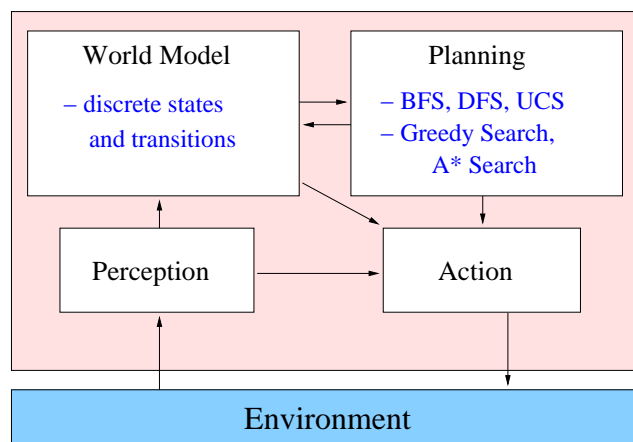 World Model
– discrete states
and transitions
Planning
– BFS, DFS, UCS
– Greedy Search,
A* Search
Perception
Action
Environment